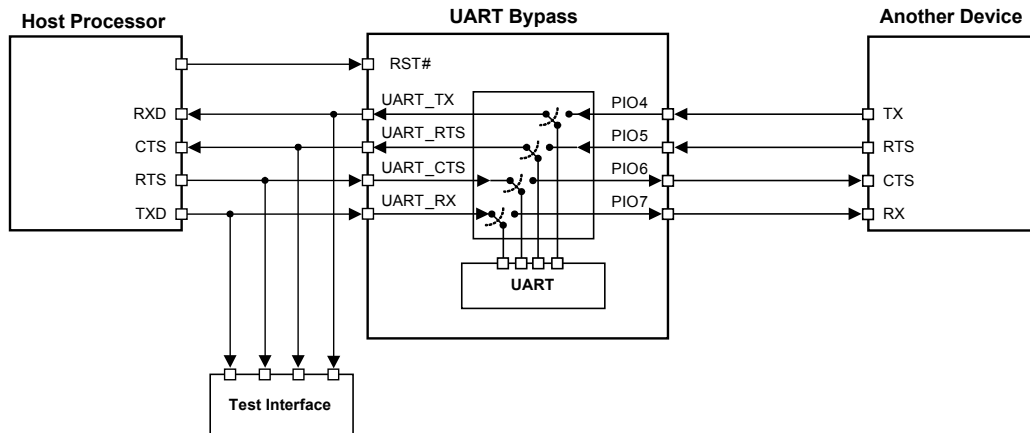 Host Processor
UART Bypass
Another Device
RST#
RXD
UART_TX
PIO4
TX
CTS
UART_RTS
PIO5
RTS
RTS
UART_CTS
PIO6
CTS
TXD
UART_RX
PIO7
RX
UART
Test Interface